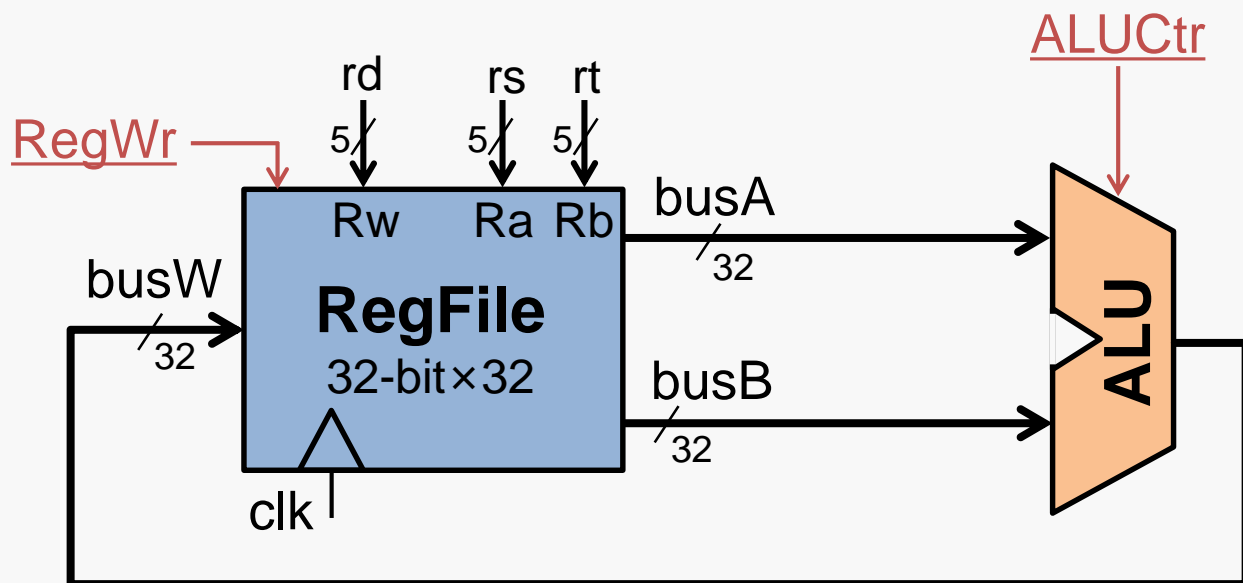 ALUCtr
rd
rs
rt
RegWr
5
5
5
Rw
Ra
Rb
busA
32
busW
32
RegFile
32-bit×32
ALU
busB
32
clk